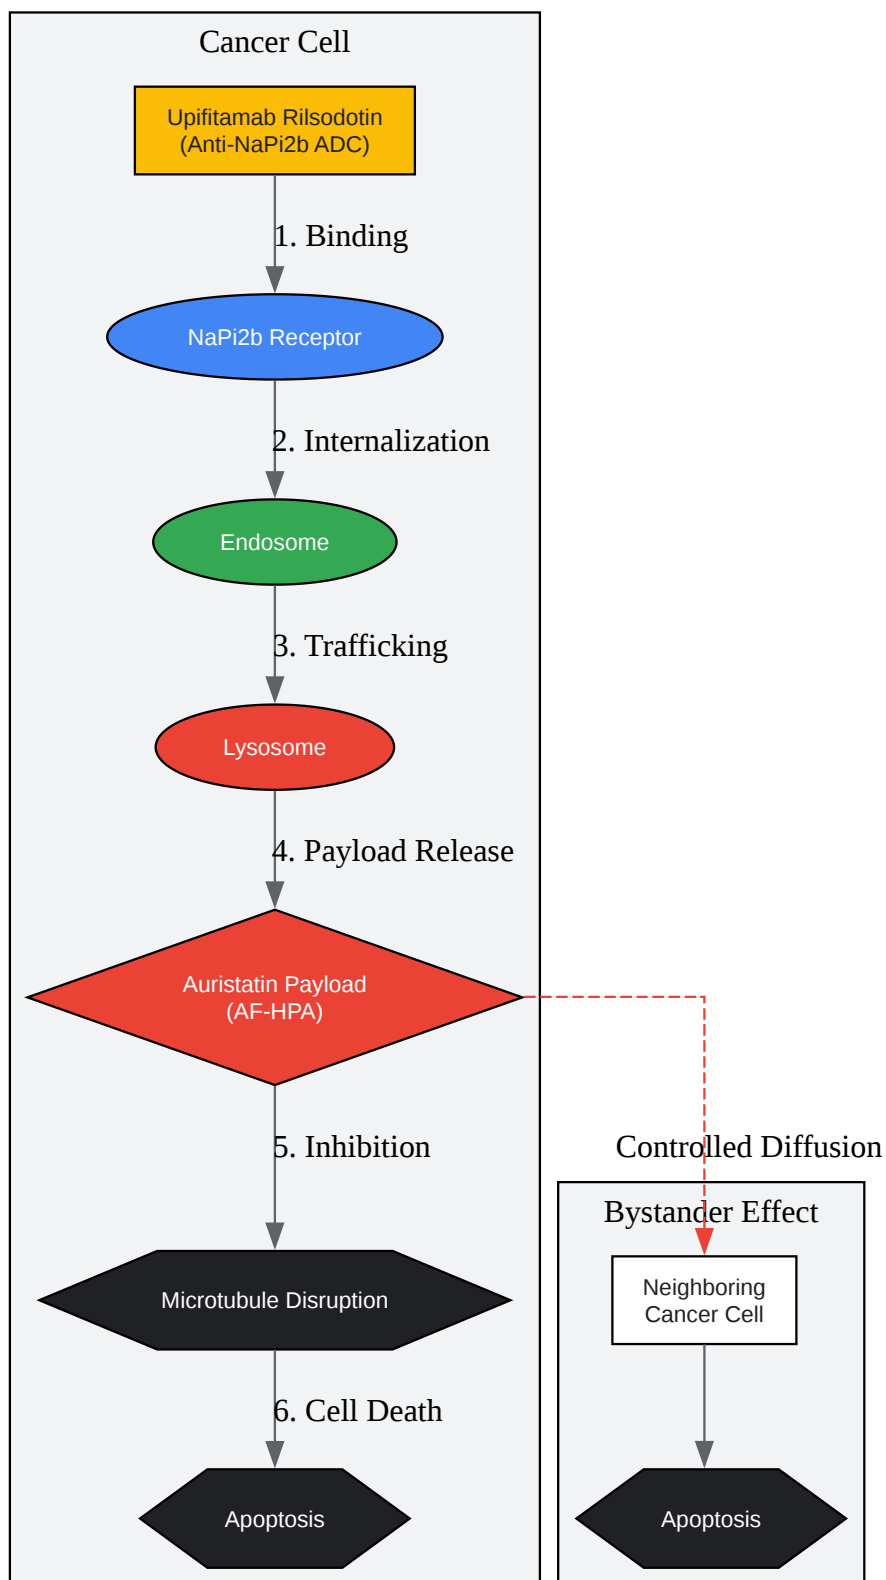 Cancer Cell
Upifitamab Rilsodotin
(Anti-NaPi2b ADC)
1. Binding
NaPi2b Receptor
2. Internalization
Endosome
3. Trafficking
Lysosome
4. Payload Release
Auristatin Payload
(AF-HPA)
5. Inhibition
Microtubule Disruption
6. Cell Death
Apoptosis
Controlled Diffusion
Bystander Effect
Neighboring
Cancer Cell
Apoptosis